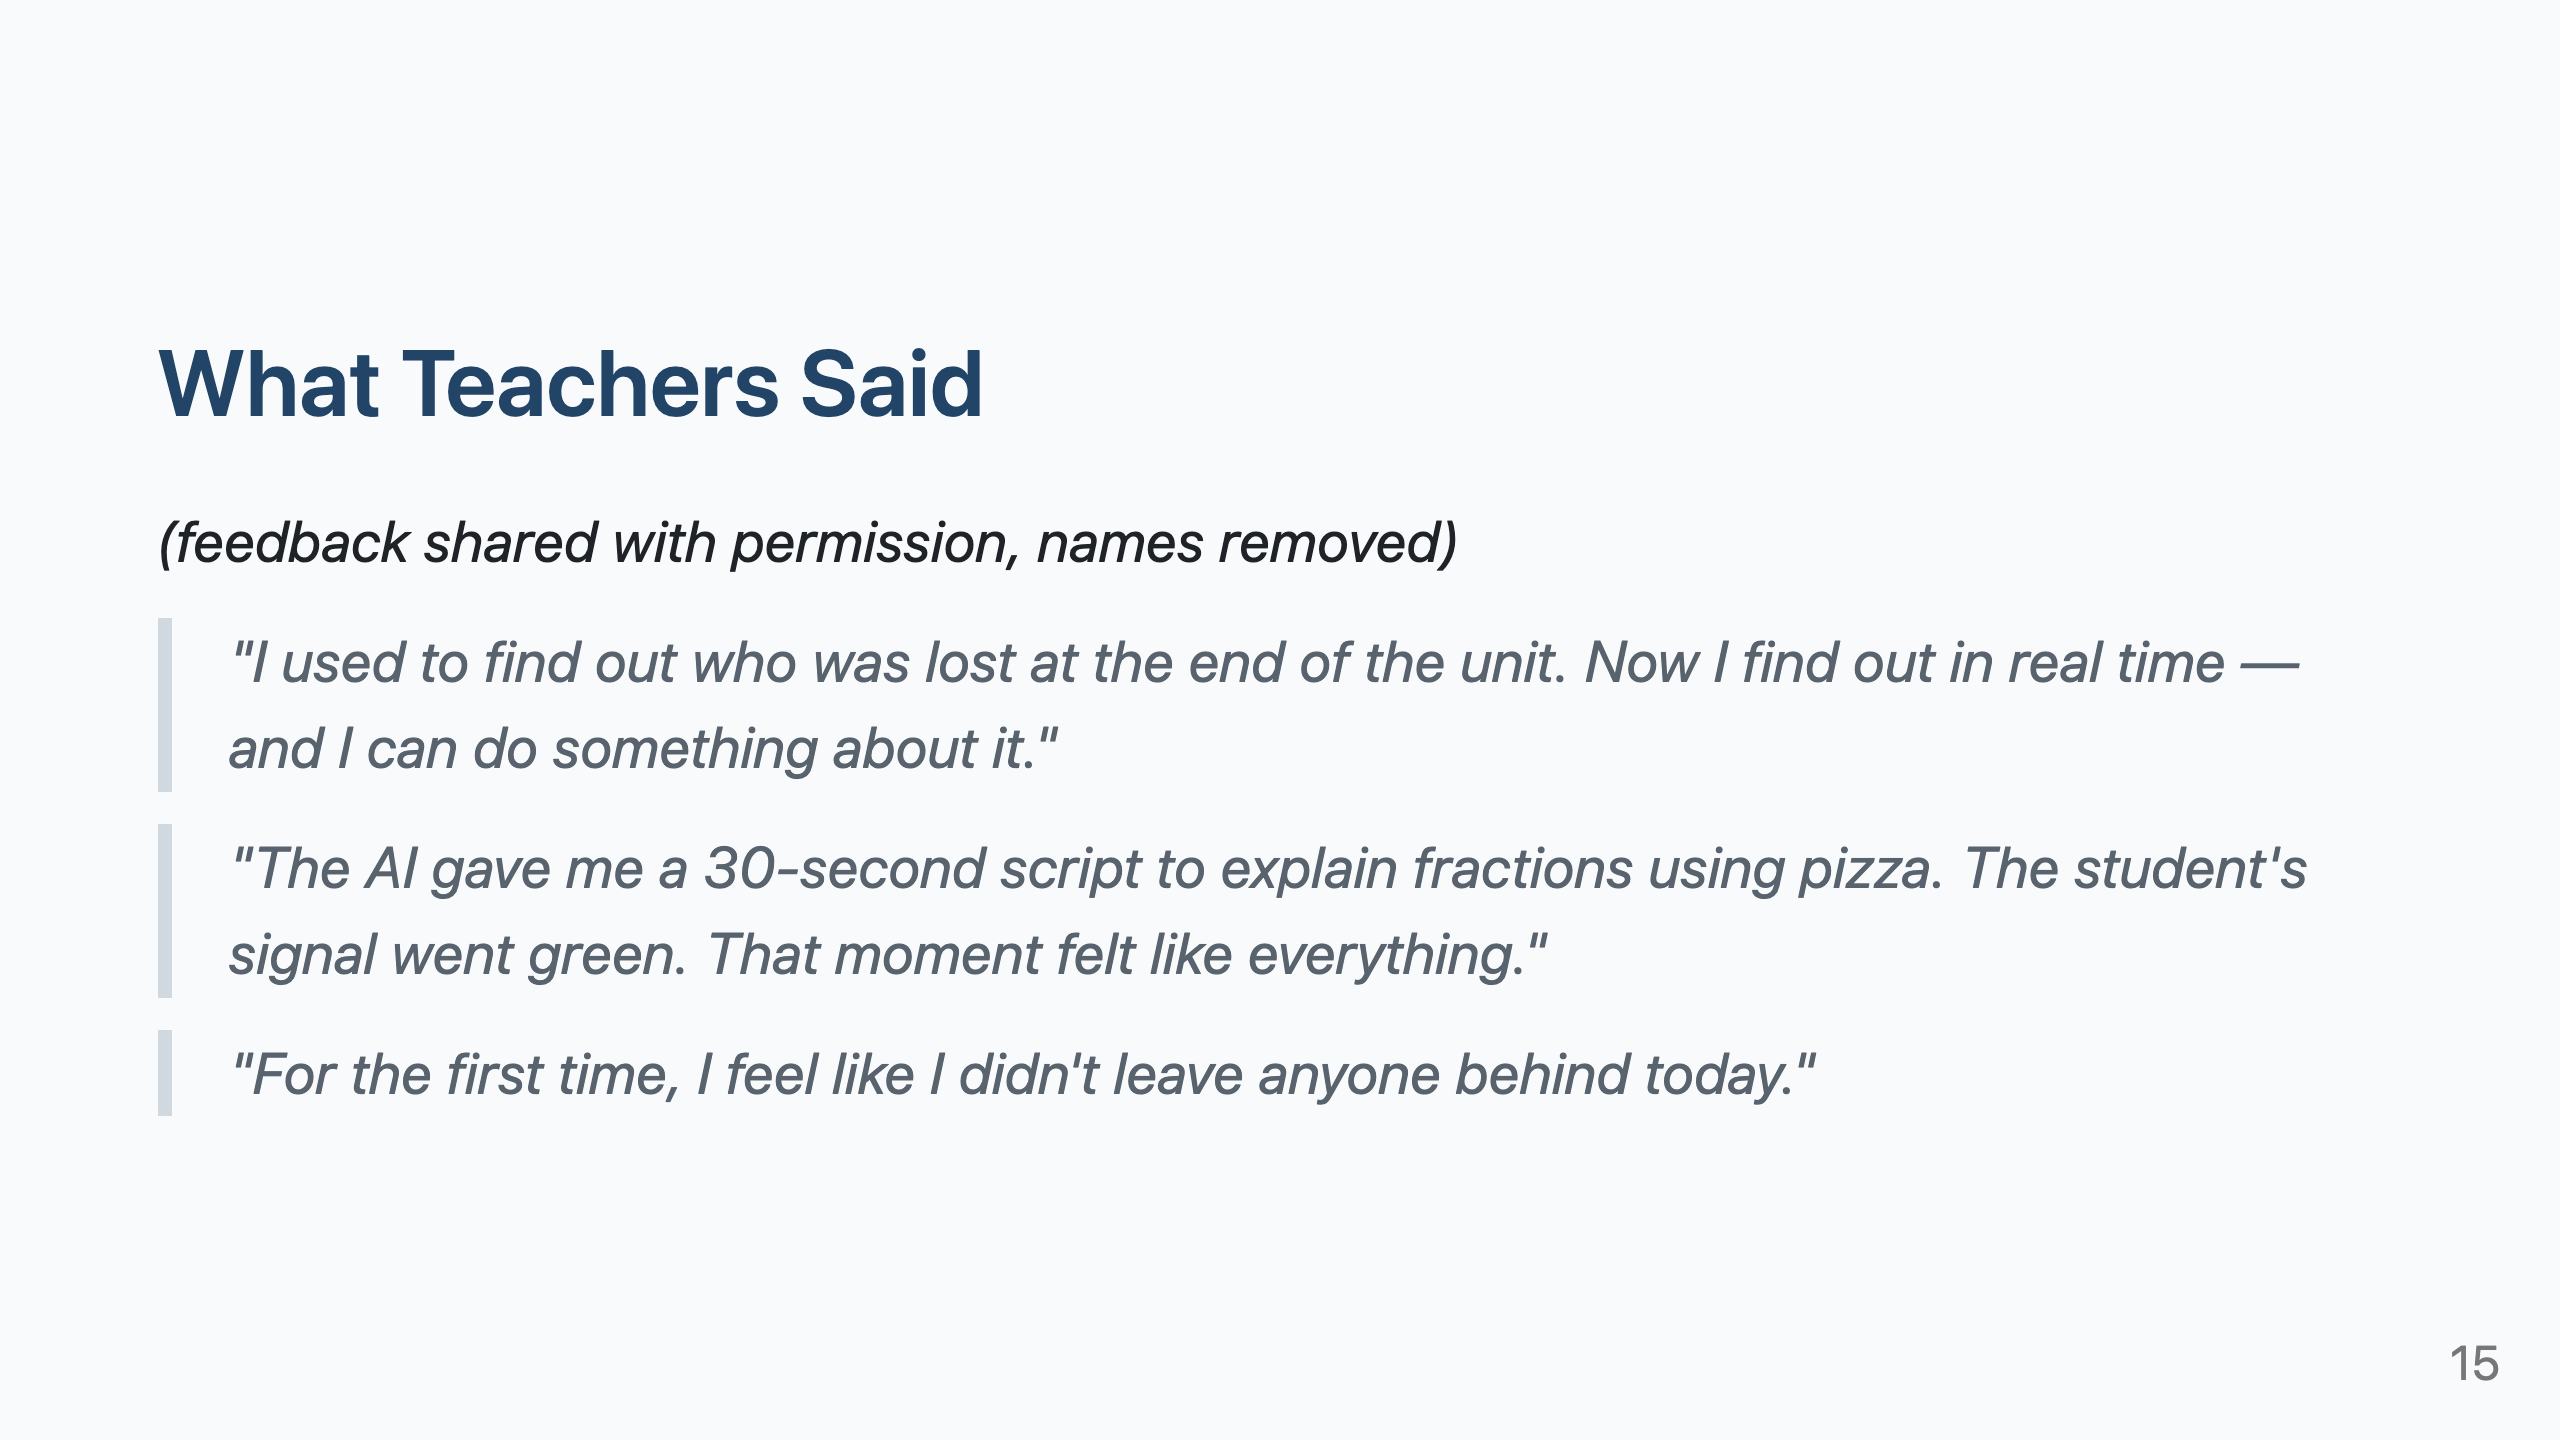 What Teachers Said
(feedback shared with permission, names removed)
"I used to find out who was lost at the end of the unit. Now I find out in real time —
and I can do something about it."
"The AI gave me a 30-second script to explain fractions using pizza. The student's
signal went green. That moment felt like everything."
"For the first time, I feel like I didn't leave anyone behind today."
15